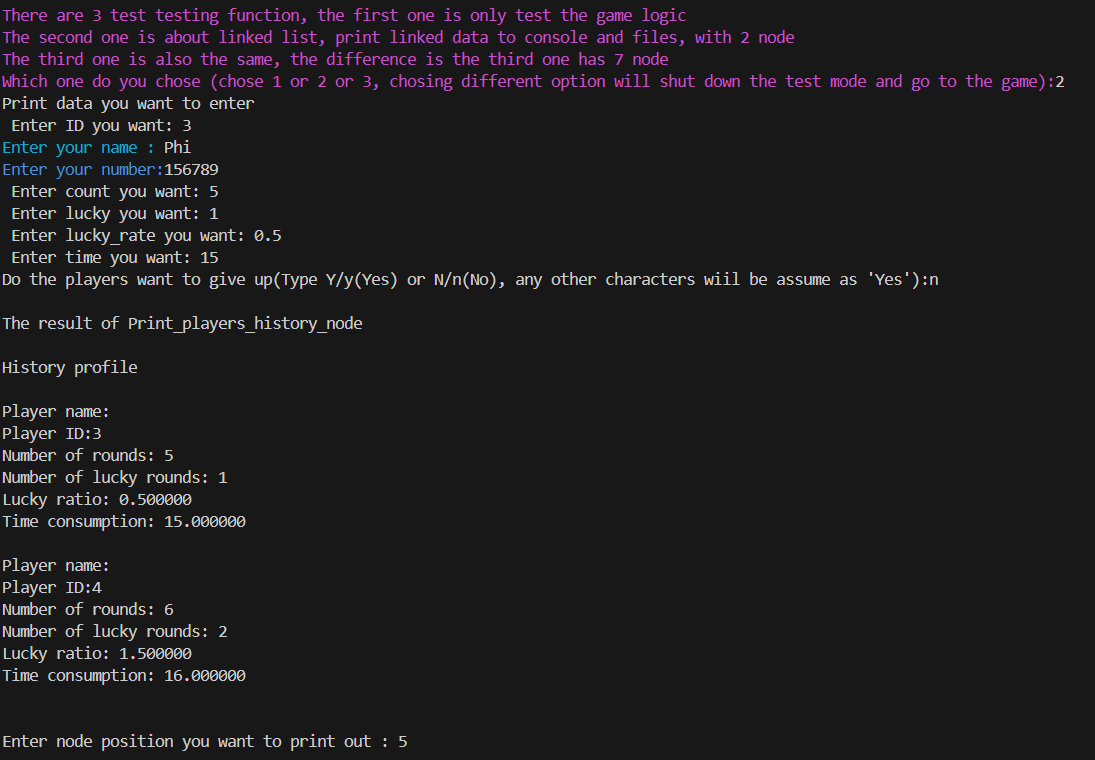 There are 3 test testing function, the first one is only test the game logic
The second one is about linked list, print linked data to console and files, with 2 node
The third one is also the same, the difference is the third one has 7 node
Which one do you chose (chose 1 or 2 or 3, chosing different option will shut down the test mode and go to the game):2
Print data you want to enter
Enter ID you want: 3
Enter your name : Phi
Enter your number:156789
Enter count you want: 5
Enter lucky you want: 1
Enter lucky_rate you want: 0.5
Enter time you want: 15
Do the players want to give up(Type Y/y(Yes) or N/n(No), any other characters wiil be assume as 'Yes'):n
The result of Print_players_history_node
History profile
Player name:
Player ID:3
Number of rounds: 5
Number of lucky rounds: 1
Lucky ratio: 0.500000
Time consumption: 15.000000
Player name:
Player ID:4
Number of rounds: 6
Number of lucky rounds: 2
Lucky ratio: 1.500000
Time consumption: 16.000000
Enter node position you want to print out : 5